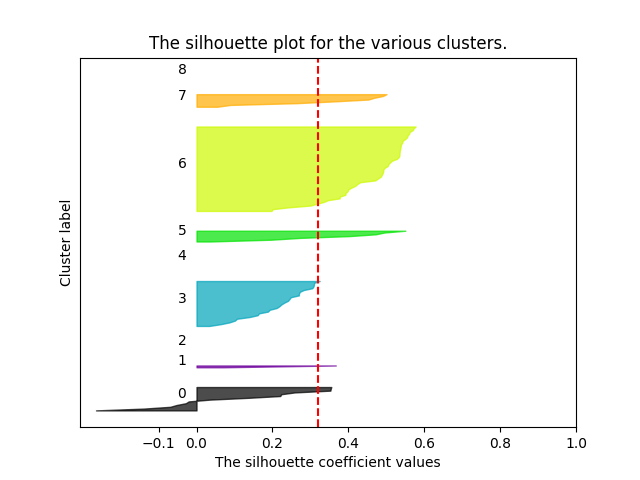 The silhouette plot for the various clusters.
8
7
6
5
4
3
2
1
0
Cluster label
−0.1 0.0 0.2 0.4 0.6 0.8 1.0
The silhouette coefficient values